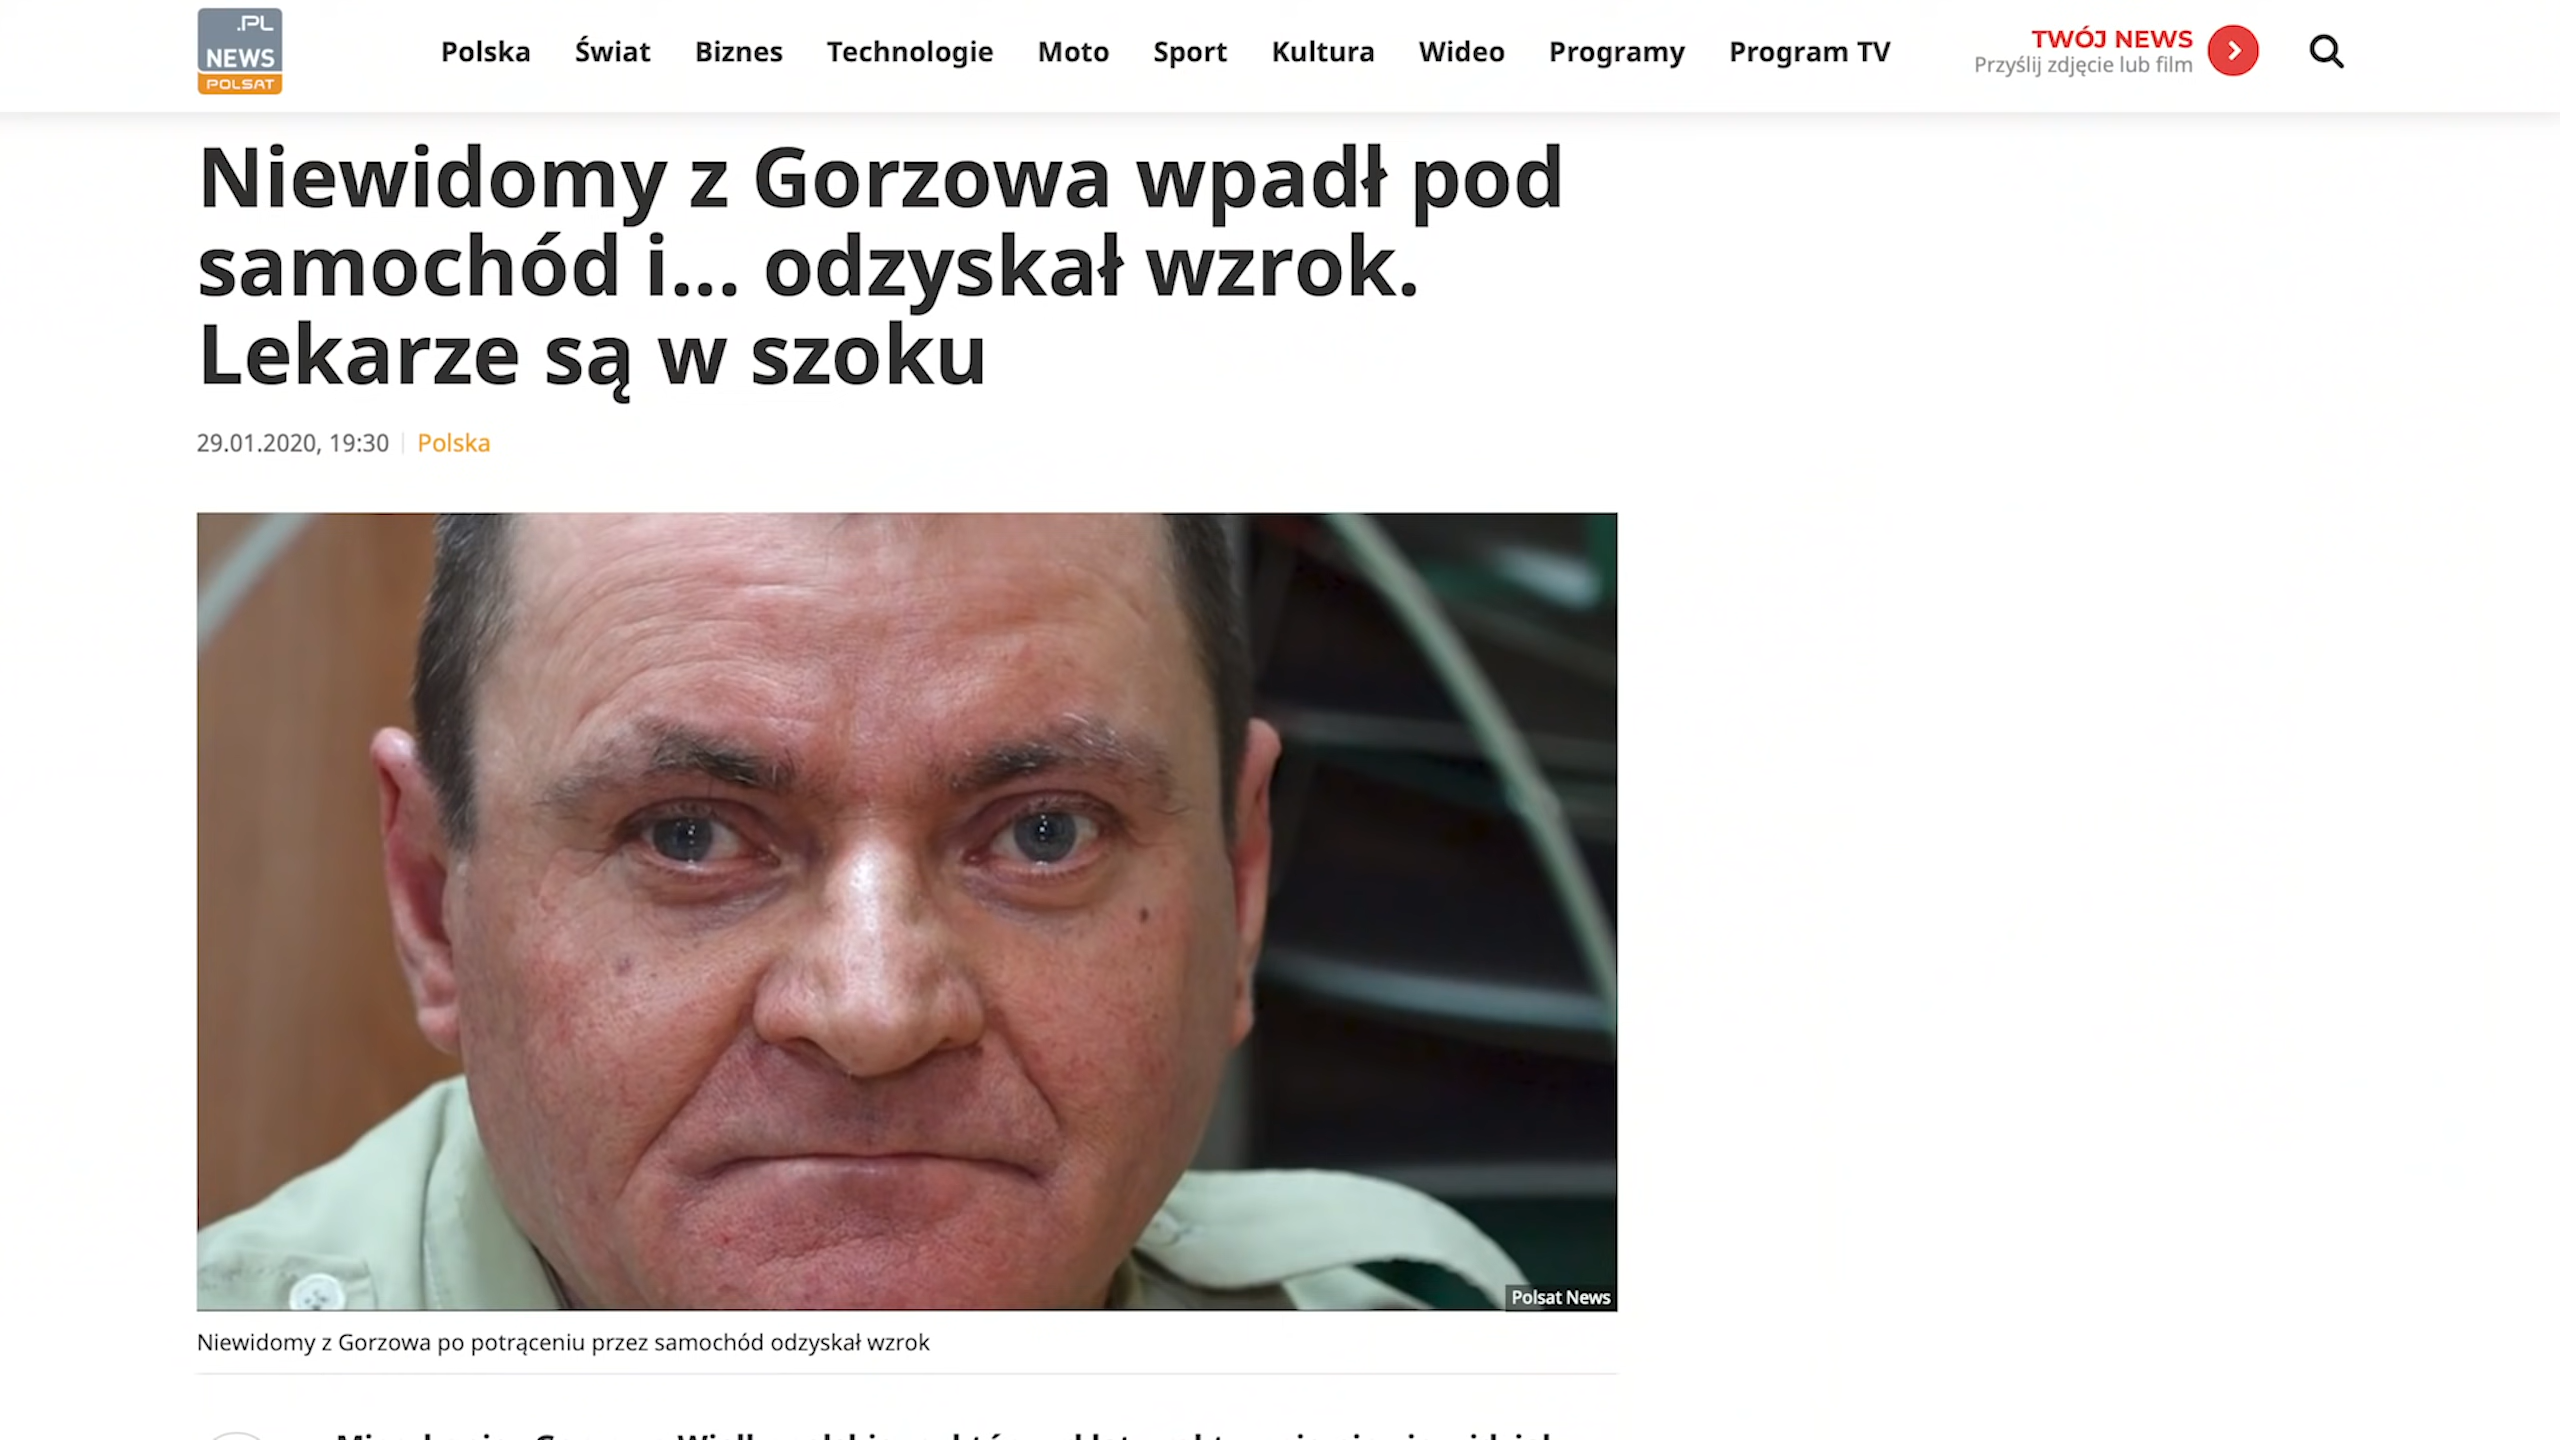 .PL
NEWS
POLSAT
Polska Świat Biznes Technologie Moto Sport Kultura Wideo Programy Program TV
TWÓJ NEWS
Przyślij zdjęcie lub film
Niewidomy z Gorzowa wpadł pod
samochód i... odzyskał wzrok.
Lekarze są w szoku
29.01.2020, 19:30 Polska
Polsat News
Niewidomy z Gorzowa po potrąceniu przez samochód odzyskał wzrok